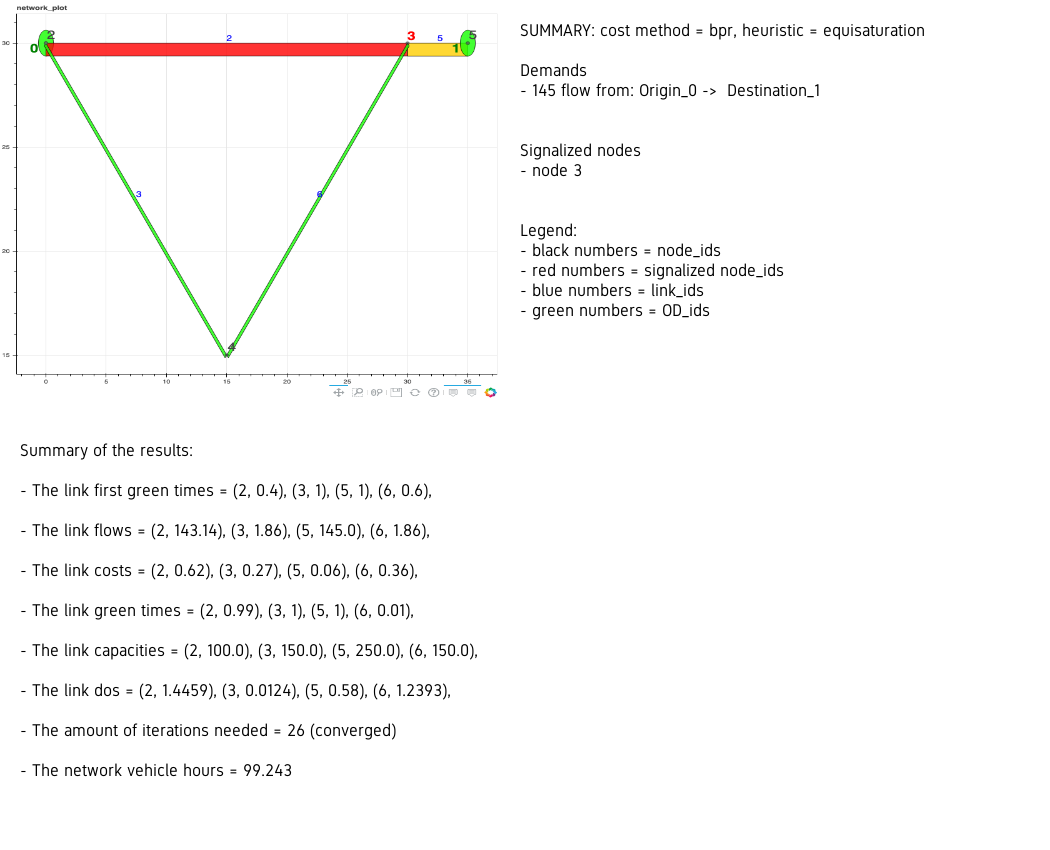 network_plot
30
25
20
15
0
5
10
15
20
25
30
35
2
0
2
3
5
1
5
3
6
4
SUMMARY: cost method = bpr, heuristic = equisaturation
Demands
- 145 flow from: Origin_0 -> Destination_1
Signalized nodes
- node 3
Legend:
- black numbers = node_ids
- red numbers = signalized node_ids
- blue numbers = link_ids
- green numbers = OD_ids
Summary of the results:
- The link first green times = (2, 0.4), (3, 1), (5, 1), (6, 0.6),
- The link flows = (2, 143.14), (3, 1.86), (5, 145.0), (6, 1.86),
- The link costs = (2, 0.62), (3, 0.27), (5, 0.06), (6, 0.36),
- The link green times = (2, 0.99), (3, 1), (5, 1), (6, 0.01),
- The link capacities = (2, 100.0), (3, 150.0), (5, 250.0), (6, 150.0),
- The link dos = (2, 1.4459), (3, 0.0124), (5, 0.58), (6, 1.2393),
- The amount of iterations needed = 26 (converged)
- The network vehicle hours = 99.243